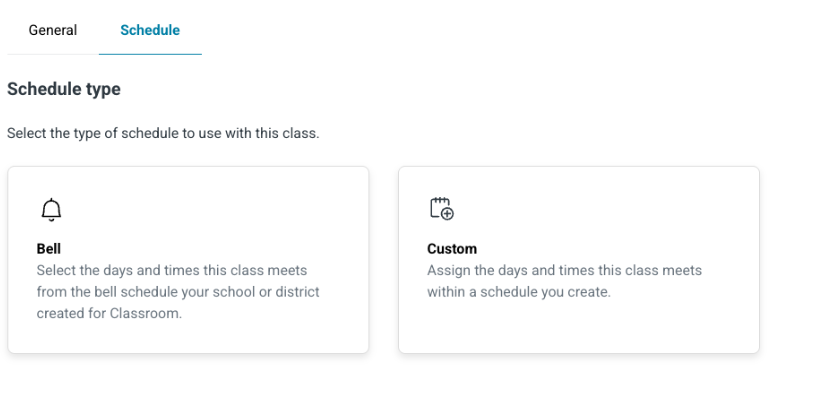 General Schedule
Schedule type
Select the type of schedule to use with this class.
Bell
Select the days and times this class meets
from the bell schedule your school or district
created for Classroom.
Custom
Assign the days and times this class meets
within a schedule you create.